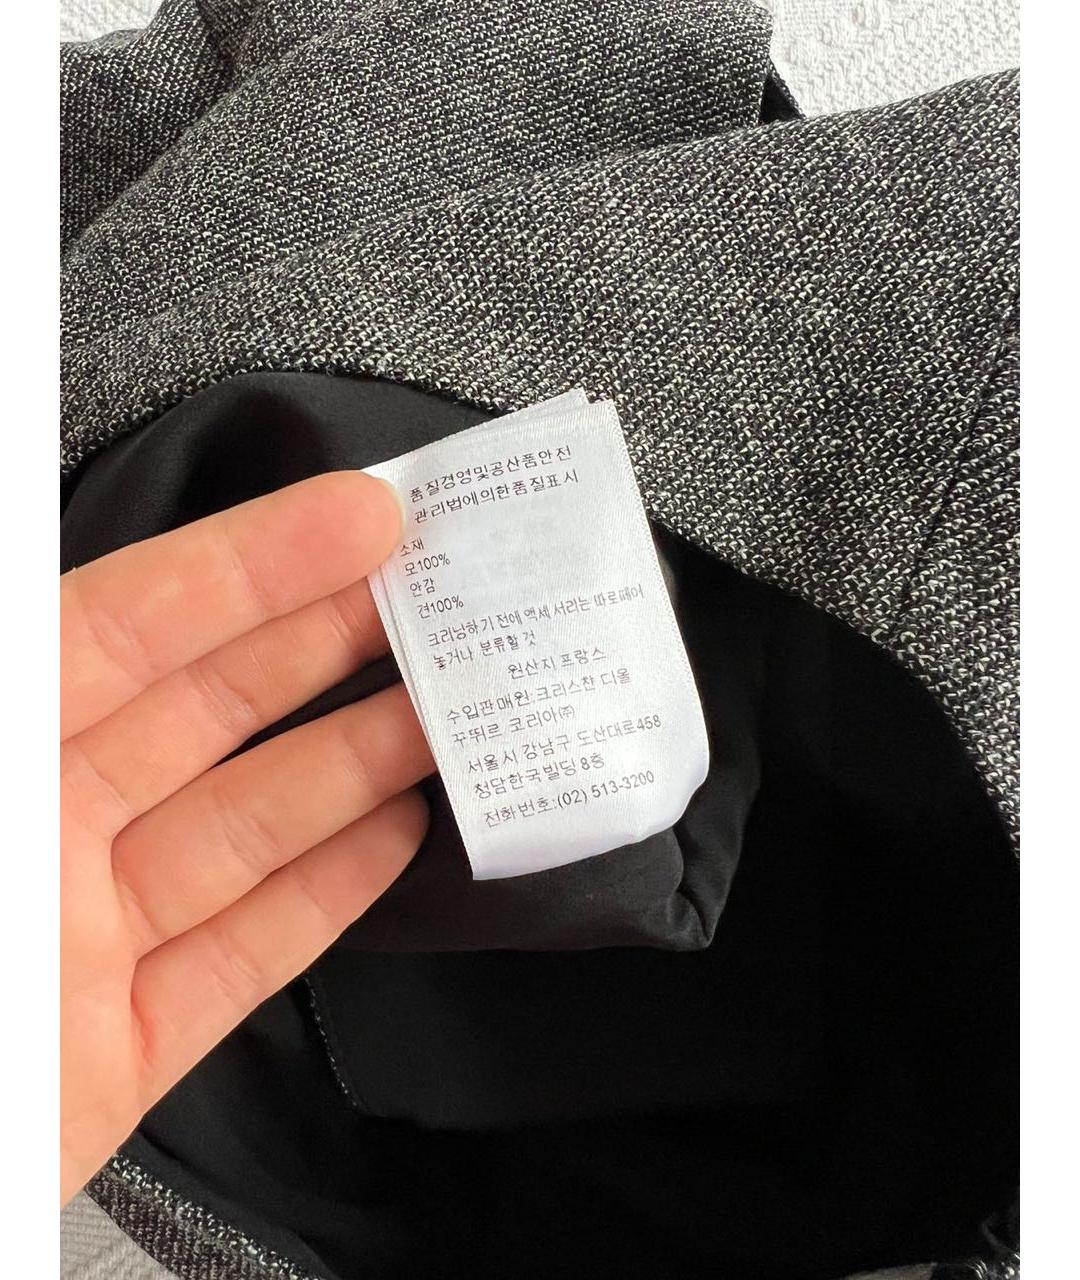 품질경영및공산품안전
관리법에의한품질표시
소재
모100%
안감
견100%
크리닝하기전에 액세서리는 따로떼어
놓거나 분류할 것
원산지 프랑스
수입판매원:크리스챤 디올
꾸뛰르 코리아㈜
서울시 강남구 도산대로458
청담한국빌딩 8층
전화번호:(02) 513-3200